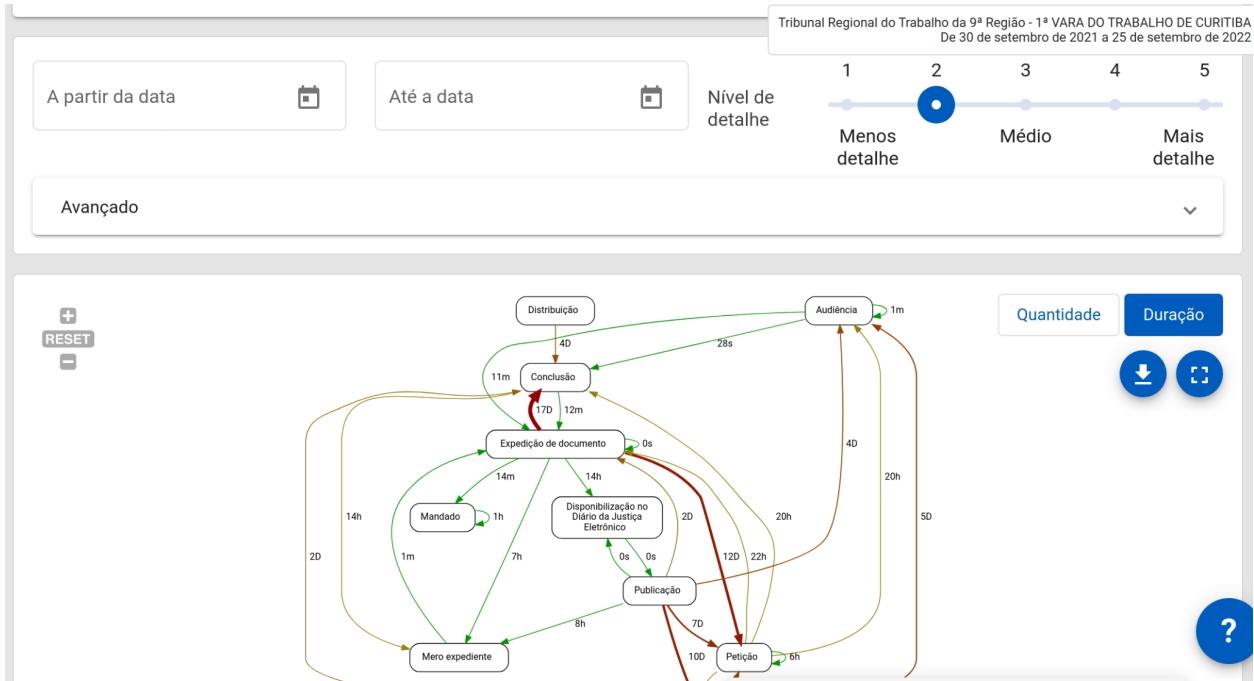 Tribunal Regional do Trabalho da 9ª Região - 1ª VARA DO TRABALHO DE CURITIBA
De 30 de setembro de 2021 a 25 de setembro de 2022
A partir da data
Até a data
Nível de
detalhe
1 2 3 4 5
Menos
detalhe
Médio
Mais
detalhe
Avançado
RESET
Quantidade
Duração
Distribuição
Audiência
1m
4D
28s
11m
Conclusão
17D
12m
Expedição de documento
0s
4D
14m
14h
20h
Mandado
1h
Disponibilização no
Diário da Justiça
Eletrônico
14h
2D
20h
5D
2D
1m
7h
0s
0s
12D
22h
Publicação
8h
7D
Mero expediente
10D
Petição
6h
?